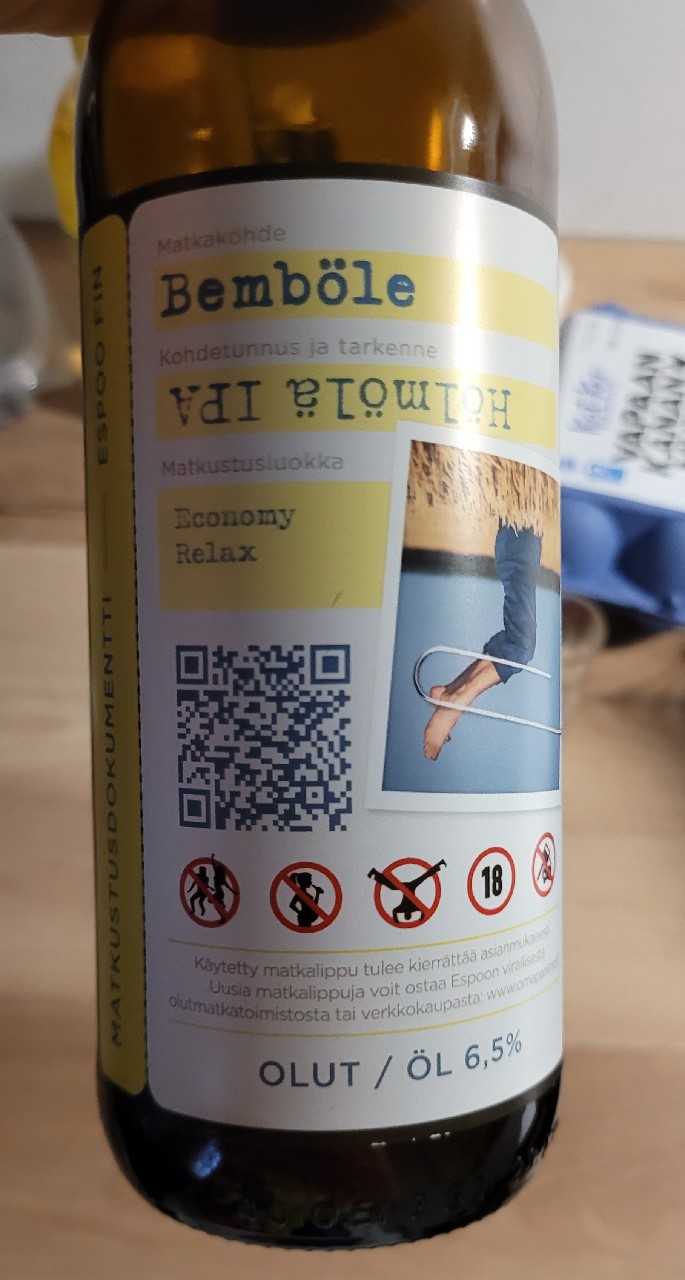 MATKUSTUSDOKUMENTTI — ESPOO FIN
Matkakohde
Bemböle
Kohdetunnus ja tarkenne
Hölmölä IPA
Matkustusluokka
Economy
Relax
18
Käytetty matkalippu tulee kierrättää asianmukaisesti.
Uusia matkalippuja voit ostaa Espoon virallisesta
olutmatkatoimistosta tai verkkokaupasta:
OLUT / ÖL 6,5%
VAPAAN
KANAN